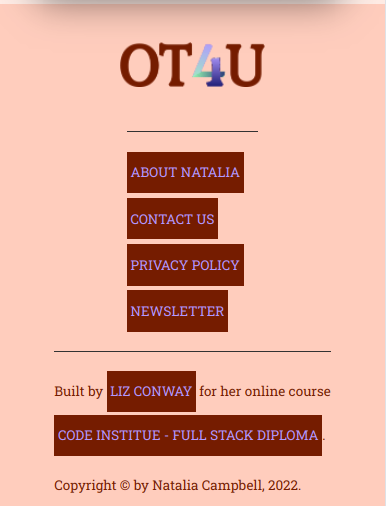 OT4U
ABOUT NATALIA
CONTACT US
PRIVACY POLICY
NEWSLETTER
Built by LIZ CONWAY for her online course
CODE INSTITUE - FULL STACK DIPLOMA .
Copyright © by Natalia Campbell, 2022.